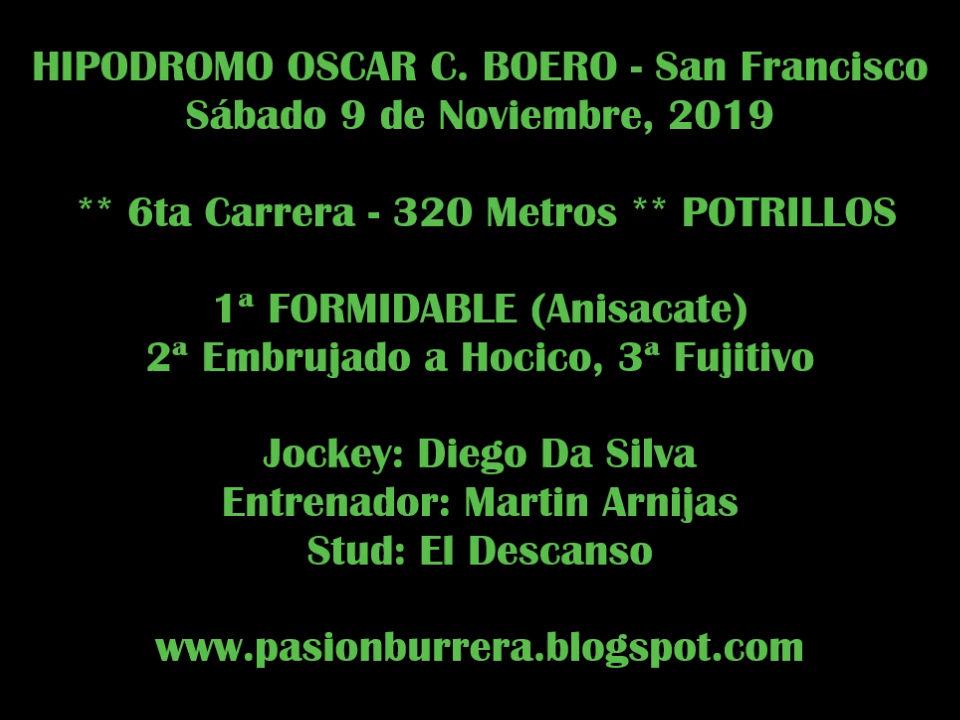 HIPODROMO OSCAR C. BOERO - San Francisco
Sábado 9 de Noviembre, 2019
** 6ta Carrera - 320 Metros ** POTRILLOS
1ª FORMIDABLE (Anisacate)
2ª Embrujado a Hocico, 3ª Fujitivo
Jockey: Diego Da Silva
Entrenador: Martin Arnijas
Stud: El Descanso
www.pasionburrera.blogspot.com